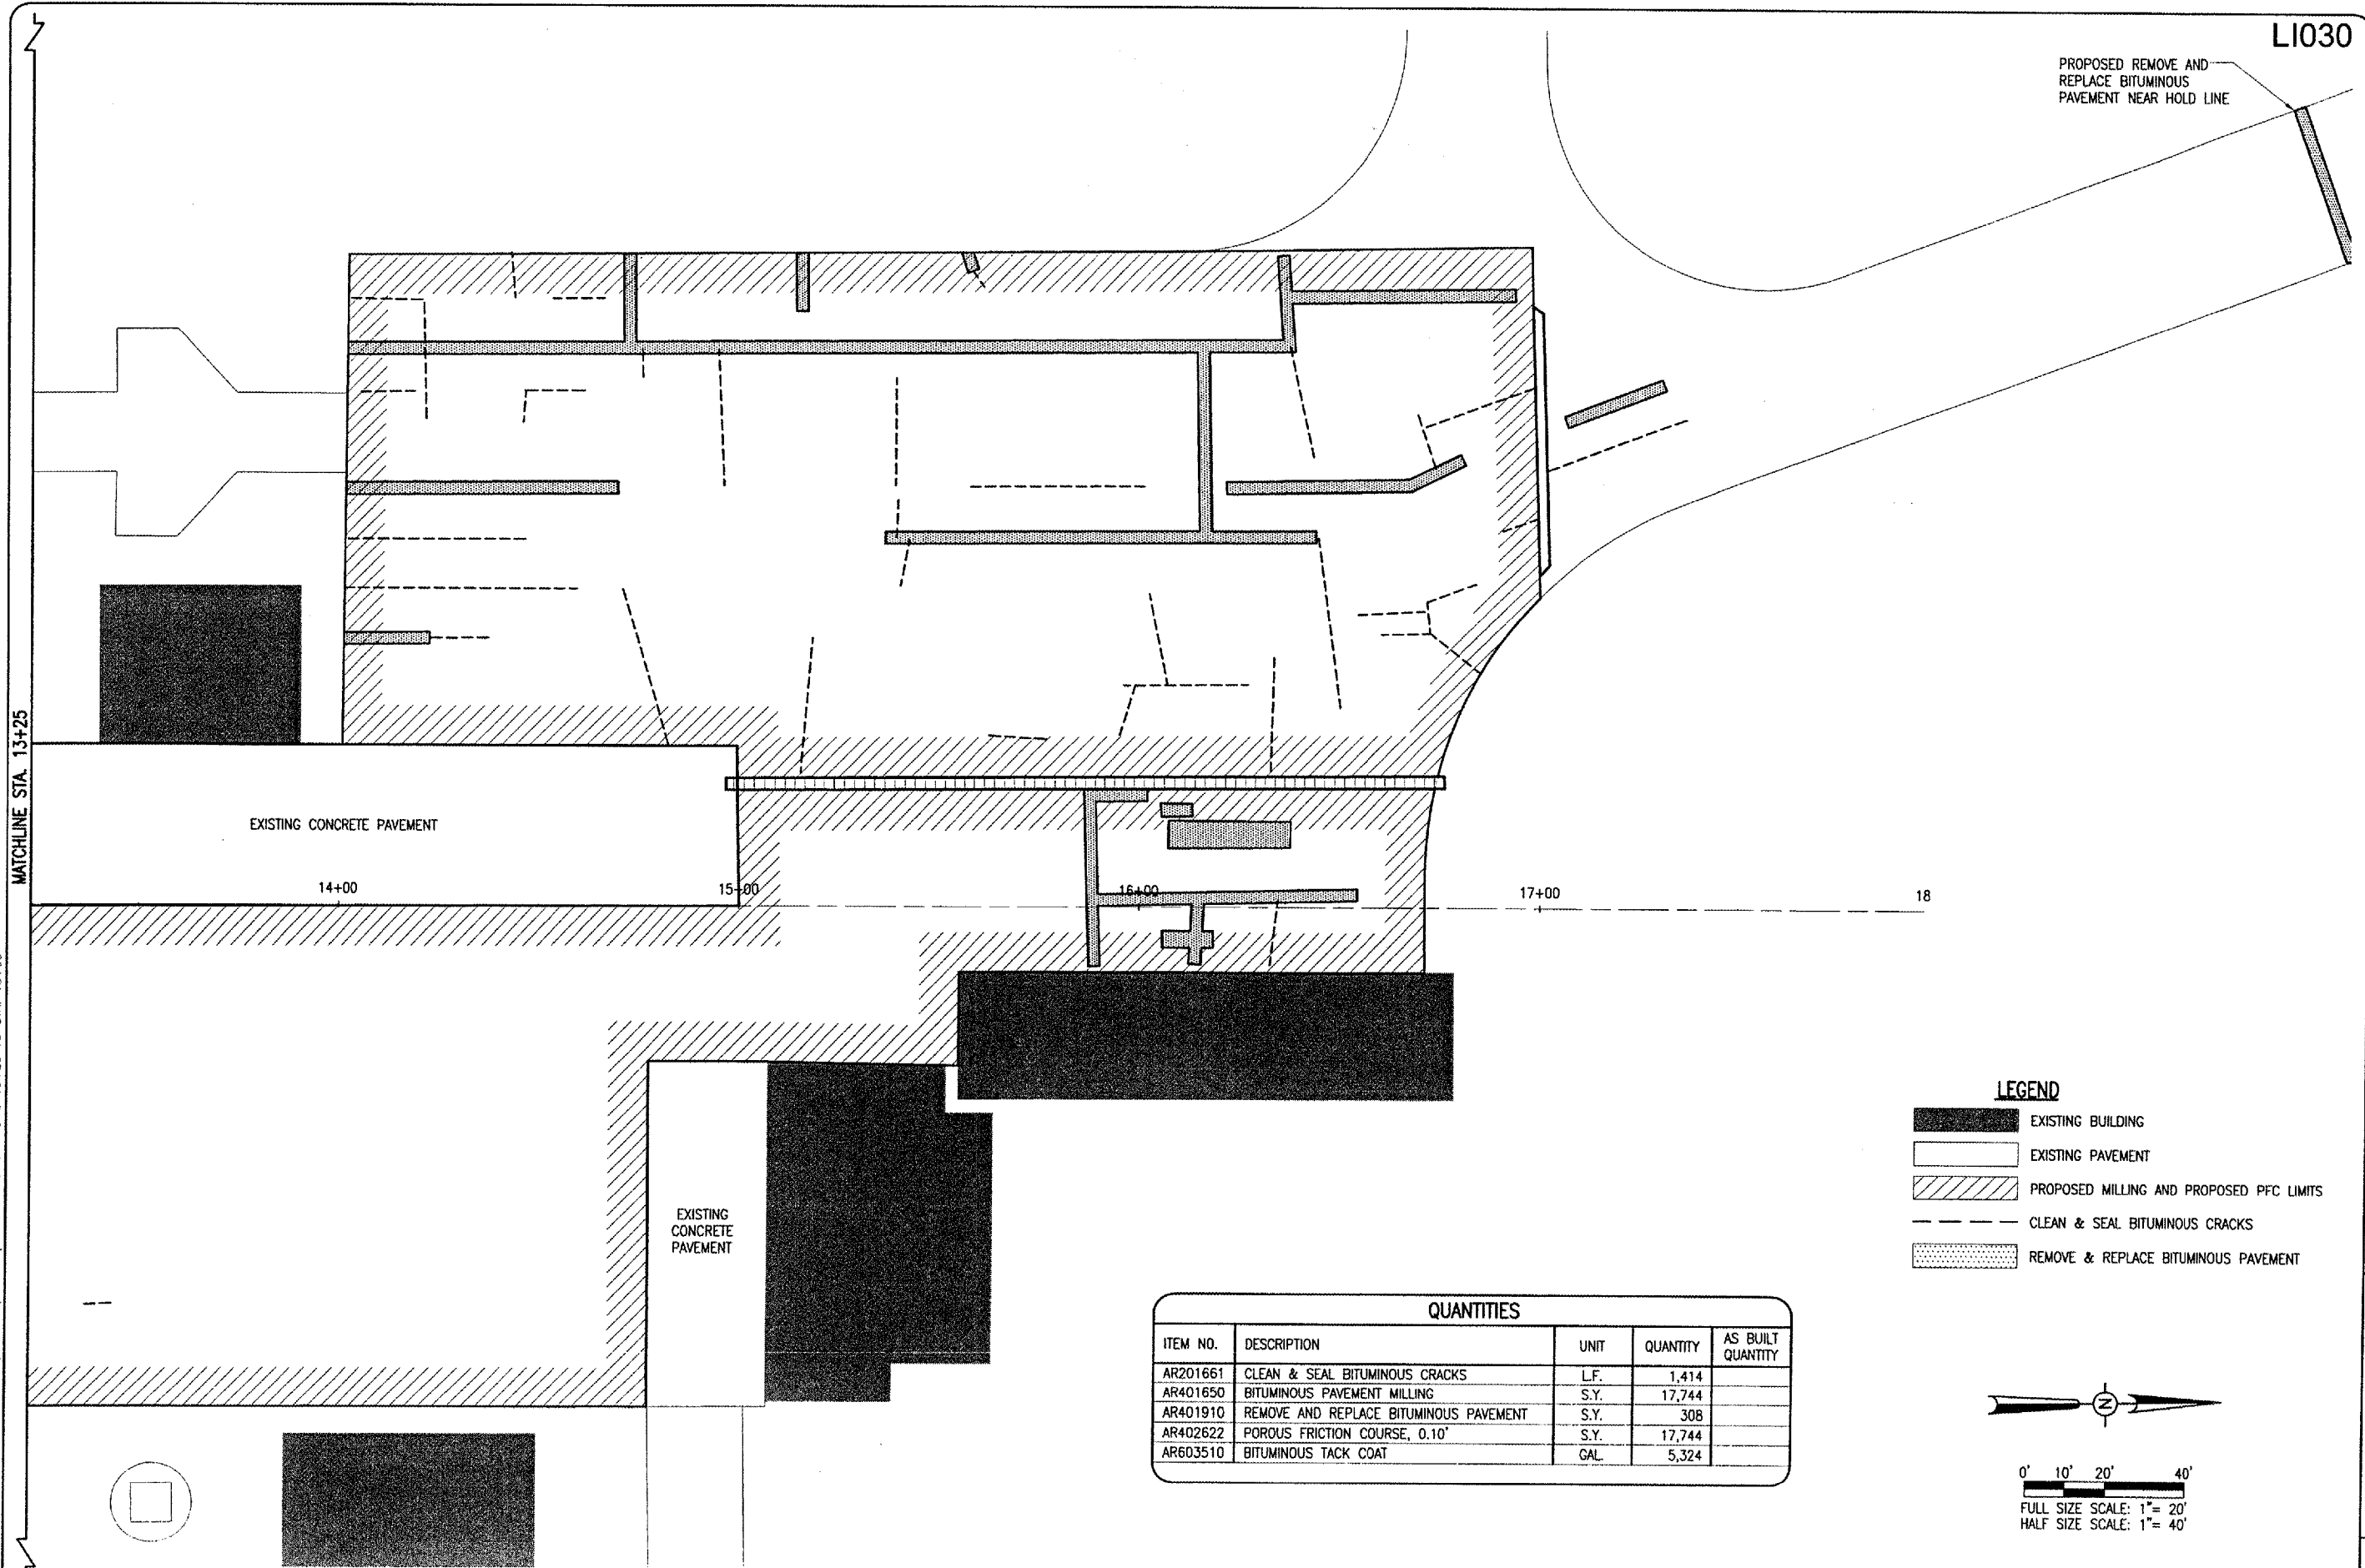 LI030
PROPOSED REMOVE AND
REPLACE BITUMINOUS
PAVEMENT NEAR HOLD LINE
MATCHLINE STA. 13+25
EXISTING CONCRETE PAVEMENT
14+00
15+00
16+00
17+00
18
EXISTING
CONCRETE
PAVEMENT
LEGEND
EXISTING BUILDING
EXISTING PAVEMENT
PROPOSED MILLING AND PROPOSED PFC LIMITS
CLEAN & SEAL BITUMINOUS CRACKS
REMOVE & REPLACE BITUMINOUS PAVEMENT
QUANTITIES
ITEM NO. DESCRIPTION UNIT QUANTITY AS BUILT QUANTITY
AR201661 CLEAN & SEAL BITUMINOUS CRACKS L.F. 1,414
AR401650 BITUMINOUS PAVEMENT MILLING S.Y. 17,744
AR401910 REMOVE AND REPLACE BITUMINOUS PAVEMENT S.Y. 308
AR402622 POROUS FRICTION COURSE, 0.10' S.Y. 17,744
AR603510 BITUMINOUS TACK COAT GAL. 5,324
N
0' 10' 20' 40'
FULL SIZE SCALE: 1"= 20'
HALF SIZE SCALE: 1"= 40'